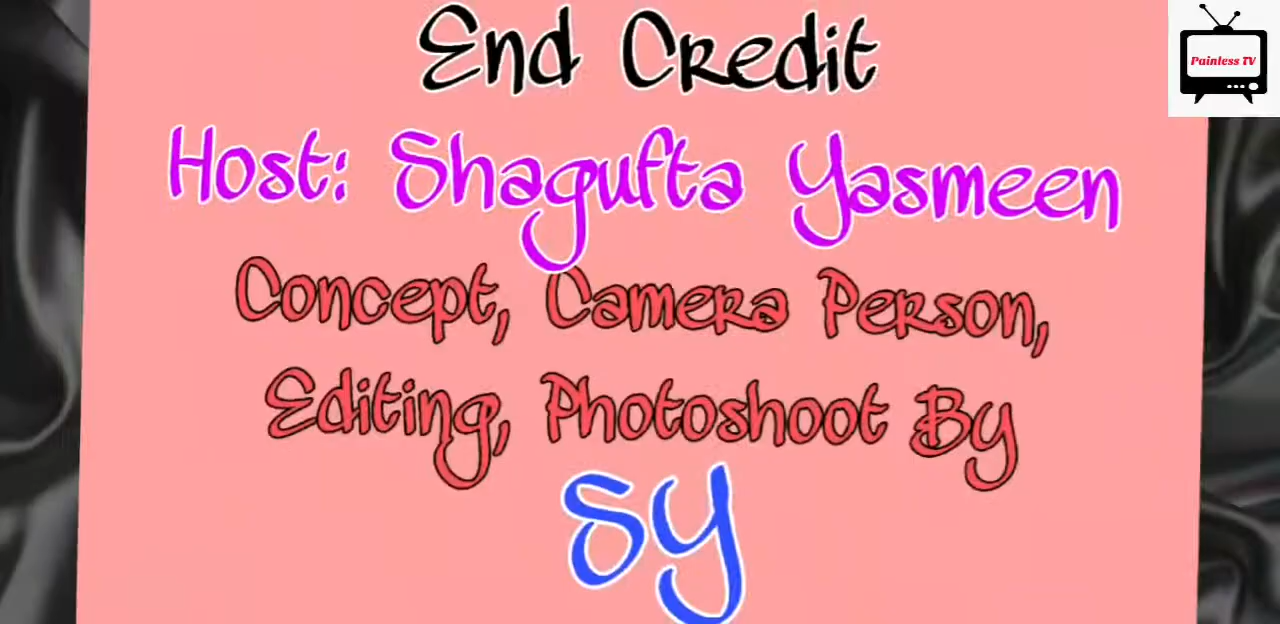 End Credit
Painless TV
Host: Shagufta Yasmeen
Concept, Camera Person,
Editing, Photoshoot By
SY